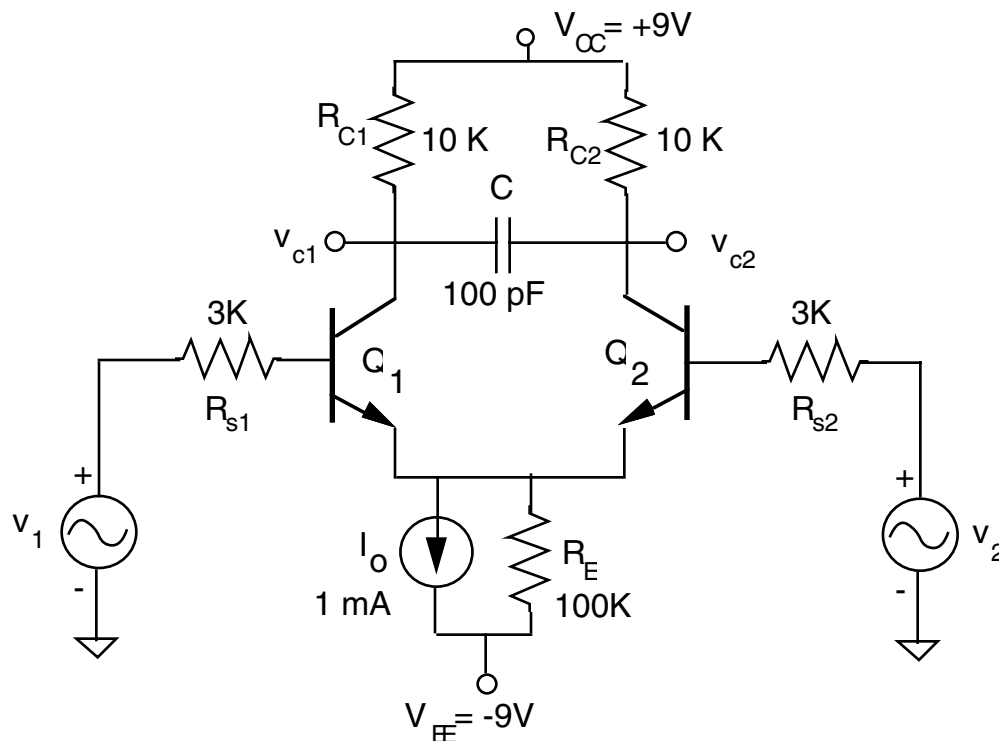 V_CC = +9V
R_C1
10 K
R_C2
10 K
C
v_c1
v_c2
100 pF
3K
3K
Q_1
Q_2
R_s1
R_s2
+
+
v_1
v_2
I_o
R_E
-
-
1 mA
100K
V_EE = -9V